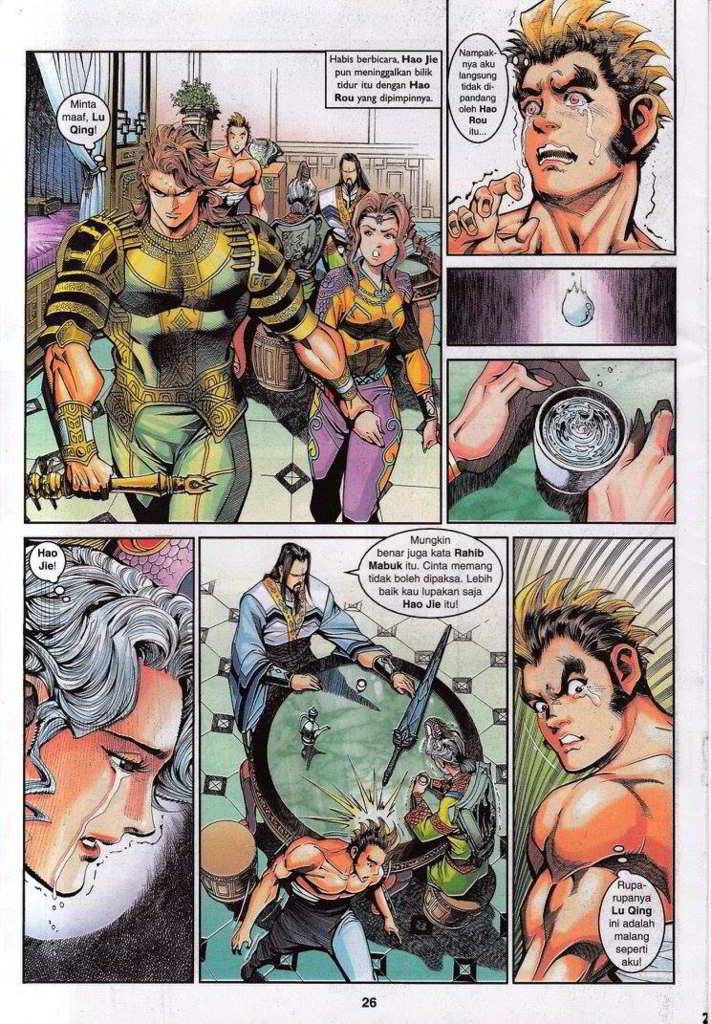 Habis berbicara, Hao Jie
pun meninggalkan bilik
tidur itu dengan Hao
Rou yang dipimpinnya.
Minta
maaf, Lu
Qing!
Nampak-
nya aku
langsung
tidak di-
pandang
oleh Hao
Rou
itu...
Hao
Jie!
Mungkin
benar juga kata Rahib
Mabuk itu. Cinta memang
tidak boleh dipaksa. Lebih
baik kau lupakan saja
Hao Jie itu!
Rupa-
rupanya
Lu Qing
ini adalah
malang
seperti
aku!
26
2